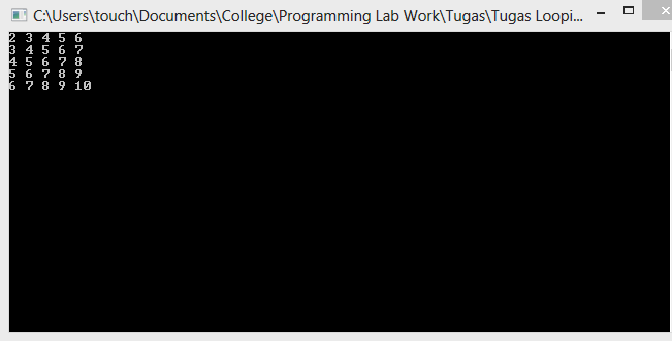 C:\Users\touch\Documents\College\Programming Lab Work\Tugas\Tugas Loopi...
2 3 4 5 6
3 4 5 6 7
4 5 6 7 8
5 6 7 8 9
6 7 8 9 10